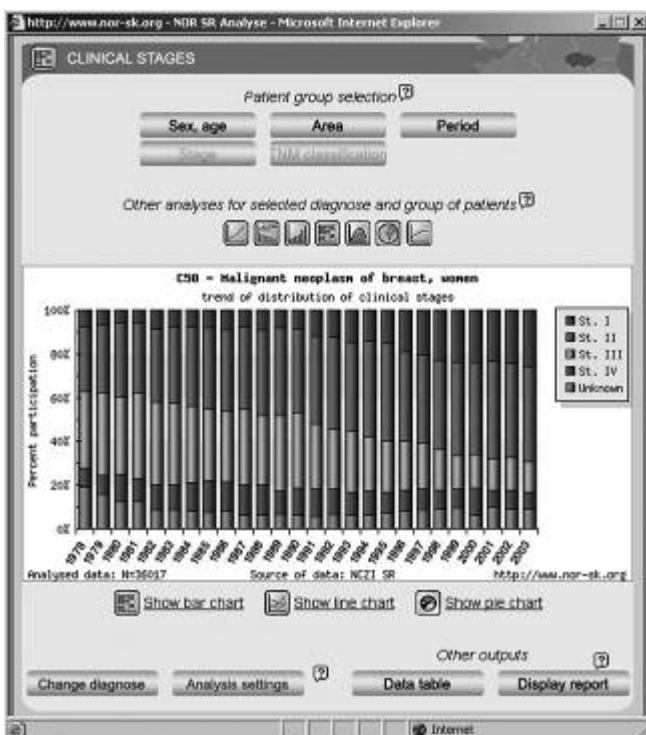 http://www.nor-sk.org - NOR SR Analyse - Microsoft Internet Explorer
CLINICAL STAGES
Patient group selection ?
Sex, age Area Period
Stage TNM classification
Other analyses for selected diagnose and group of patients ?
C50 - Malignant neoplasm of breast, women
trend of distribution of clinical stages
Percent participation
100%
80%
60%
40%
20%
0%
St. I
St. II
St. III
St. IV
Unknown
1978 1979 1980 1981 1982 1983 1984 1985 1986 1987 1988 1989 1990 1991 1992 1993 1994 1995 1996 1997 1998 1999 2000 2001 2002 2003
Analysed data: N=36017 Source of data: NCZI SR http://www.nor-sk.org
Show bar chart Show line chart Show pie chart
Other outputs
Change diagnose Analysis settings ? Data table Display report ?
Internet